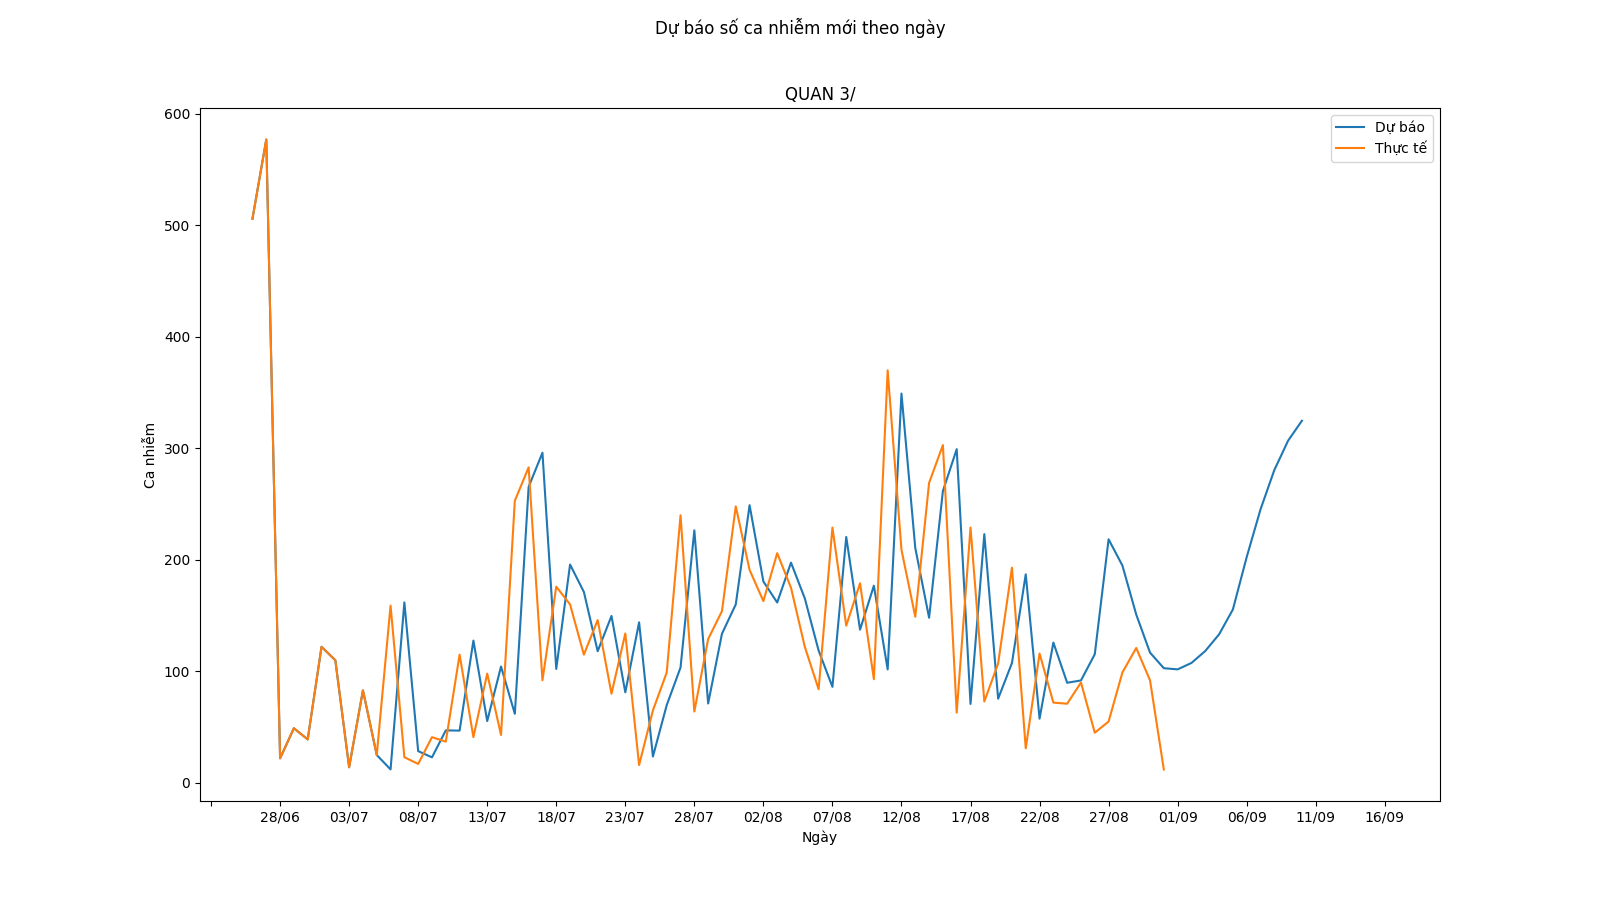 Dự báo số ca nhiễm mới theo ngày
QUAN 3/
Dự báo
Thực tế
600
500
400
300
200
100
0
Ca nhiễm
28/06 03/07 08/07 13/07 18/07 23/07 28/07 02/08 07/08 12/08 17/08 22/08 27/08 01/09 06/09 11/09 16/09
Ngày